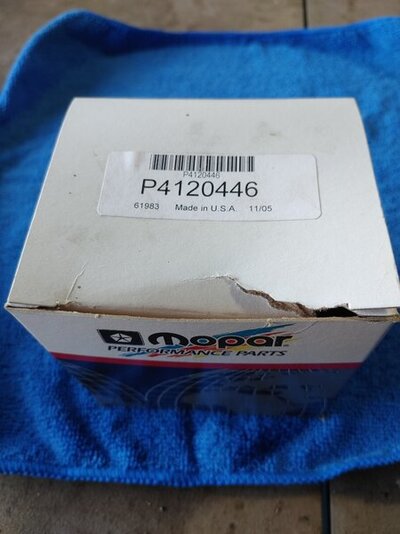 P4120446
P4120446
61983 Made in U.S.A. 11/05
Mopar
PERFORMANCE PARTS